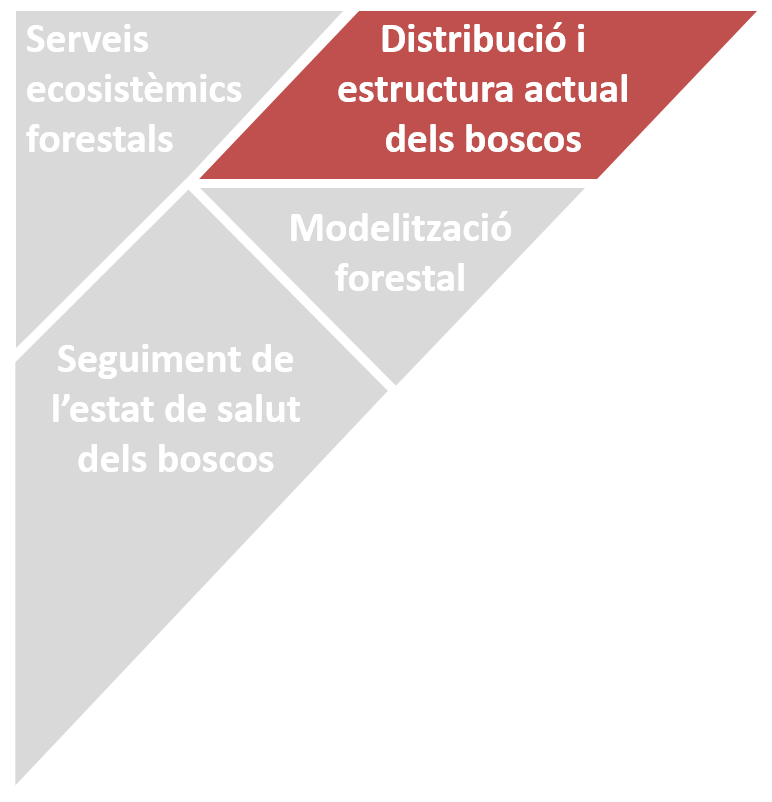 Serveis
ecosistèmics
forestals
Distribució i
estructura actual
dels boscos
Modelització
forestal
Seguiment de
l’estat de salut
dels boscos